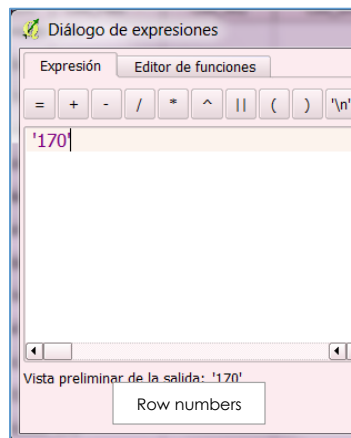 Diálogo de expresiones
Expresión Editor de funciones
= + - / * ^ || ( ) '\n'
'170'
Vista preliminar de la salida: '170'
Row numbers